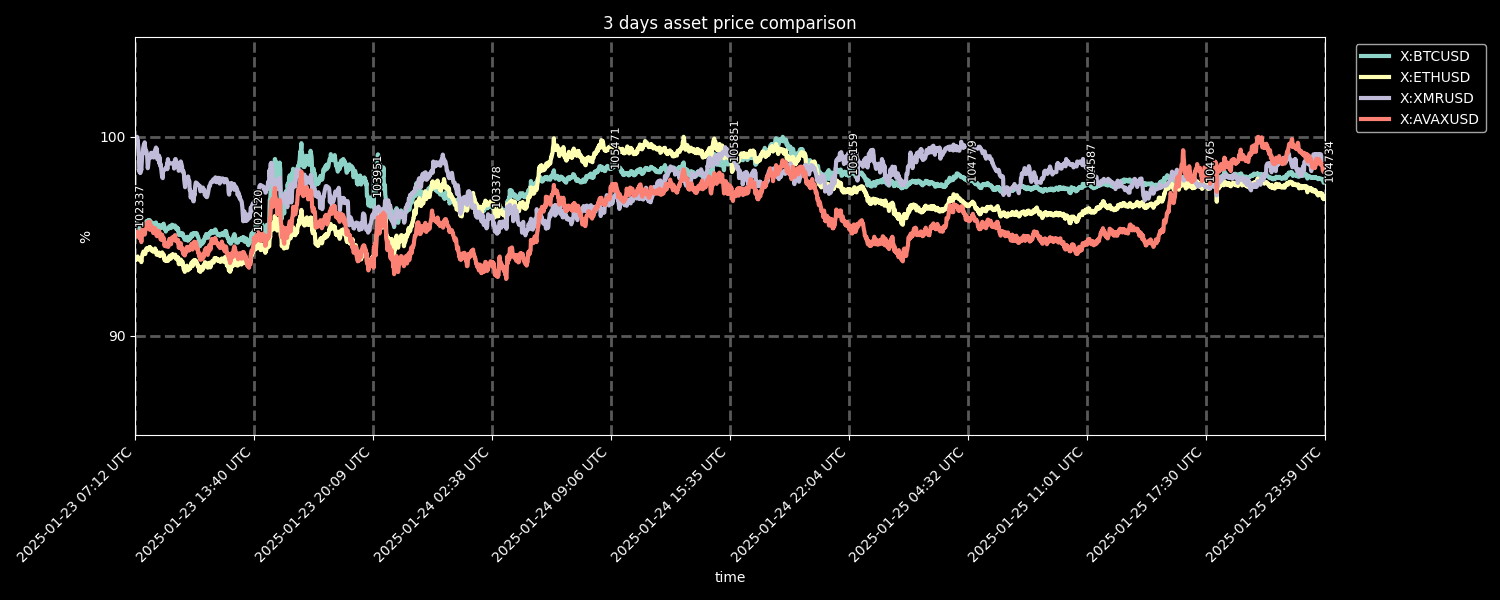 3 days asset price comparison
X:BTCUSD
X:ETHUSD
X:XMRUSD
X:AVAXUSD
100
90
%
102337
102120
103951
103378
105471
105851
105159
104779
104587
104765
104734
2025-01-23 07:12 UTC
2025-01-23 13:40 UTC
2025-01-23 20:09 UTC
2025-01-24 02:38 UTC
2025-01-24 09:06 UTC
2025-01-24 15:35 UTC
2025-01-24 22:04 UTC
2025-01-25 04:32 UTC
2025-01-25 11:01 UTC
2025-01-25 17:30 UTC
2025-01-25 23:59 UTC
time